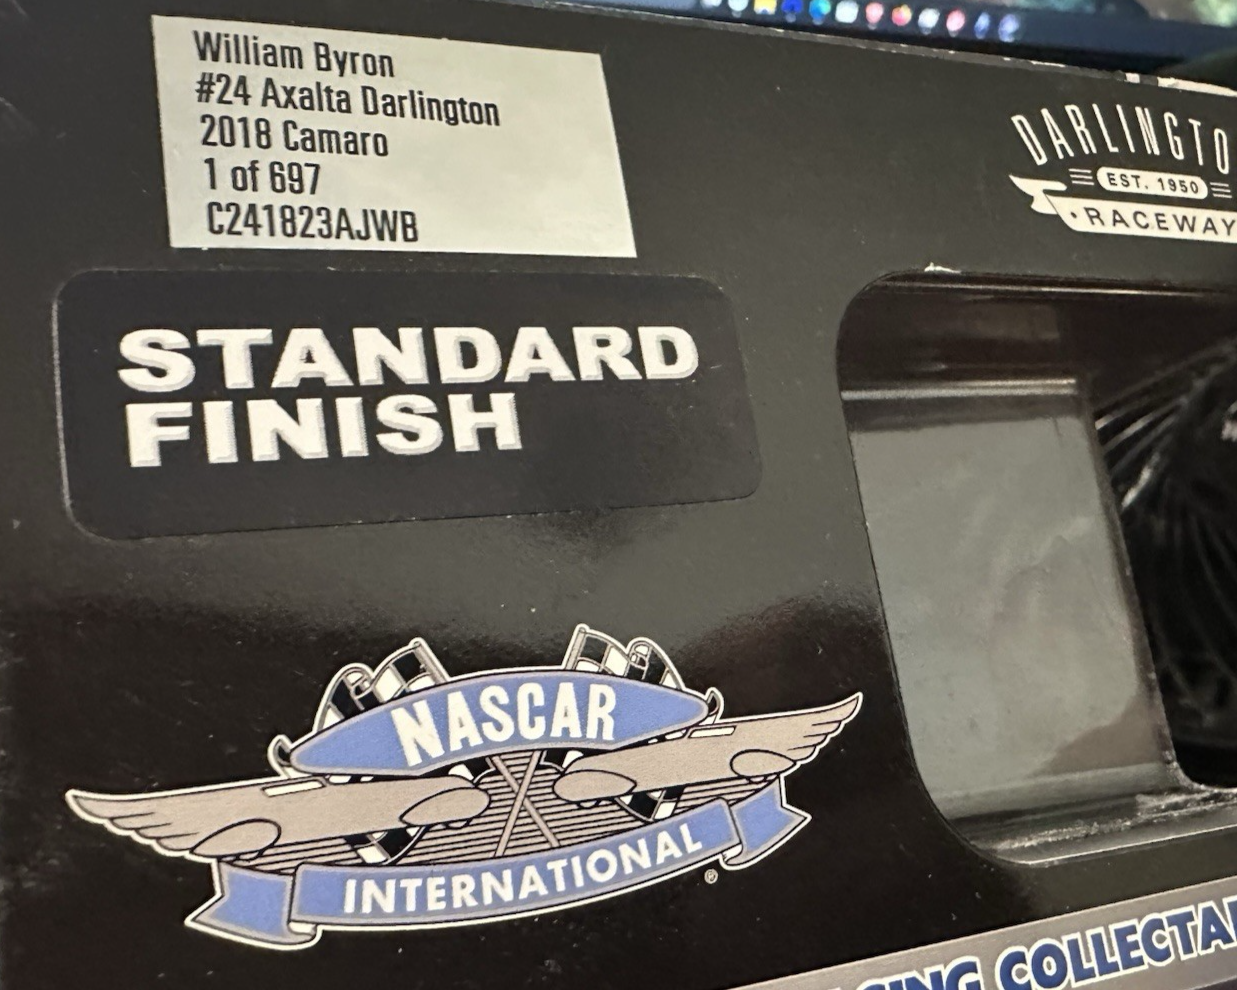 William Byron
#24 Axalta Darlington
2018 Camaro
1 of 697
C241823AJWB
DARLINGTO
EST. 1950
RACEWAY
STANDARD
FINISH
NASCAR
INTERNATIONAL
®